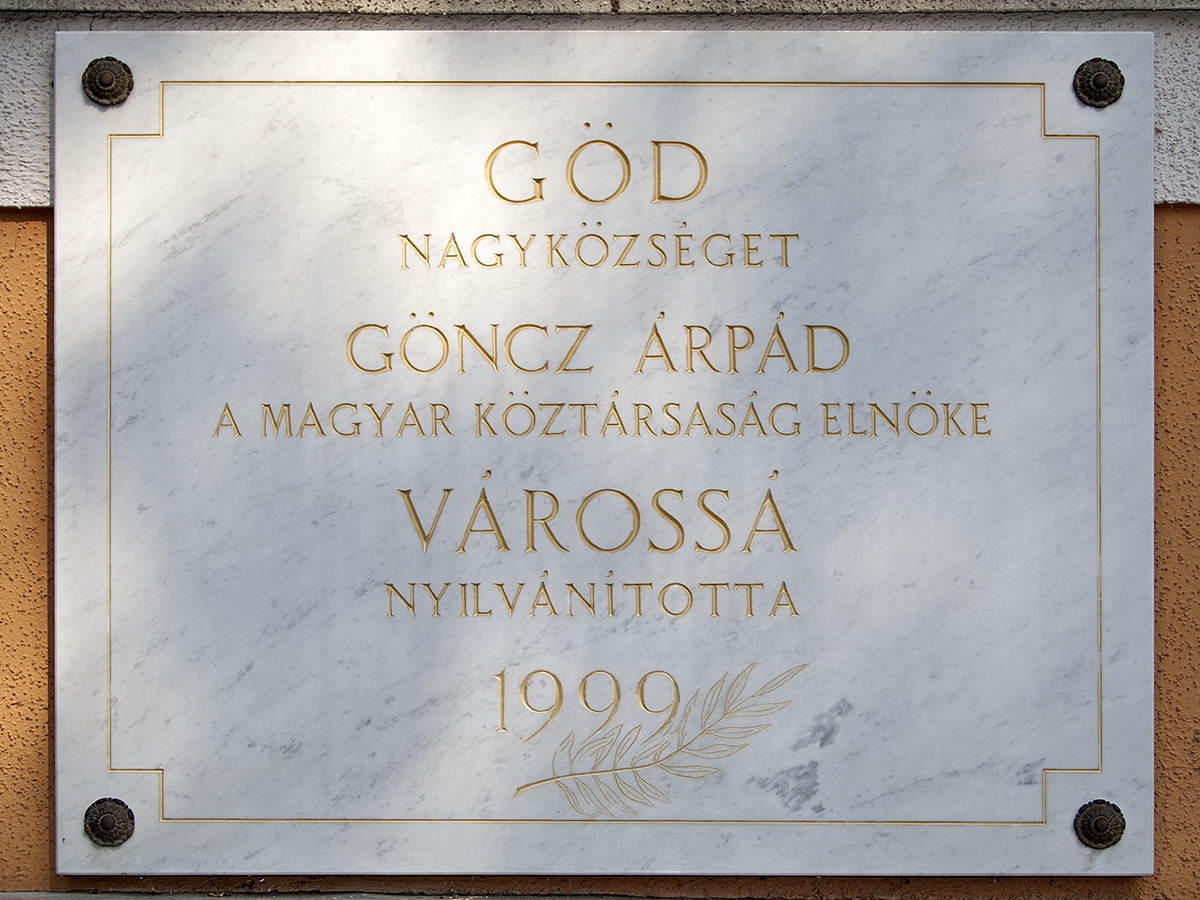 GÖD
NAGYKÖZSÉGET
GÖNCZ ÁRPÁD
A MAGYAR KÖZTÁRSASÁG ELNÖKE
VÁROSSÁ
NYILVÁNÍTOTTA
1999